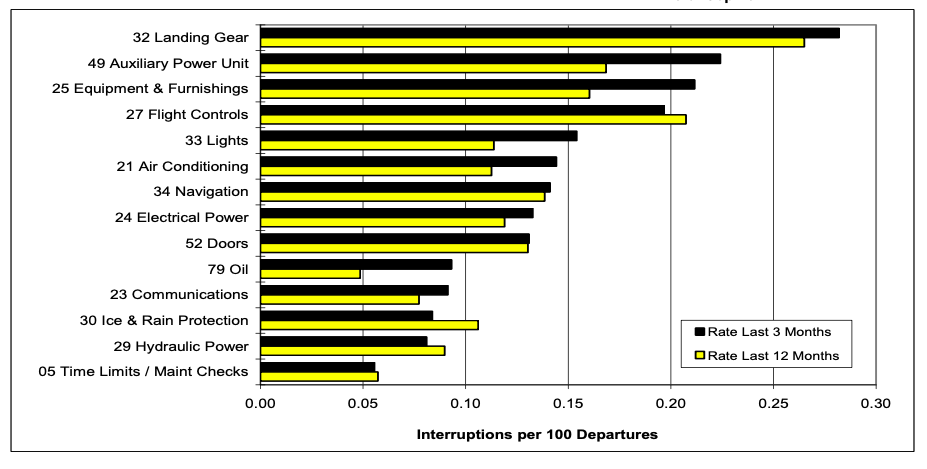 32 Landing Gear
49 Auxiliary Power Unit
25 Equipment & Furnishings
27 Flight Controls
33 Lights
21 Air Conditioning
34 Navigation
24 Electrical Power
52 Doors
79 Oil
23 Communications
30 Ice & Rain Protection
29 Hydraulic Power
05 Time Limits / Maint Checks
Rate Last 3 Months
Rate Last 12 Months
0.00 0.05 0.10 0.15 0.20 0.25 0.30
Interruptions per 100 Departures